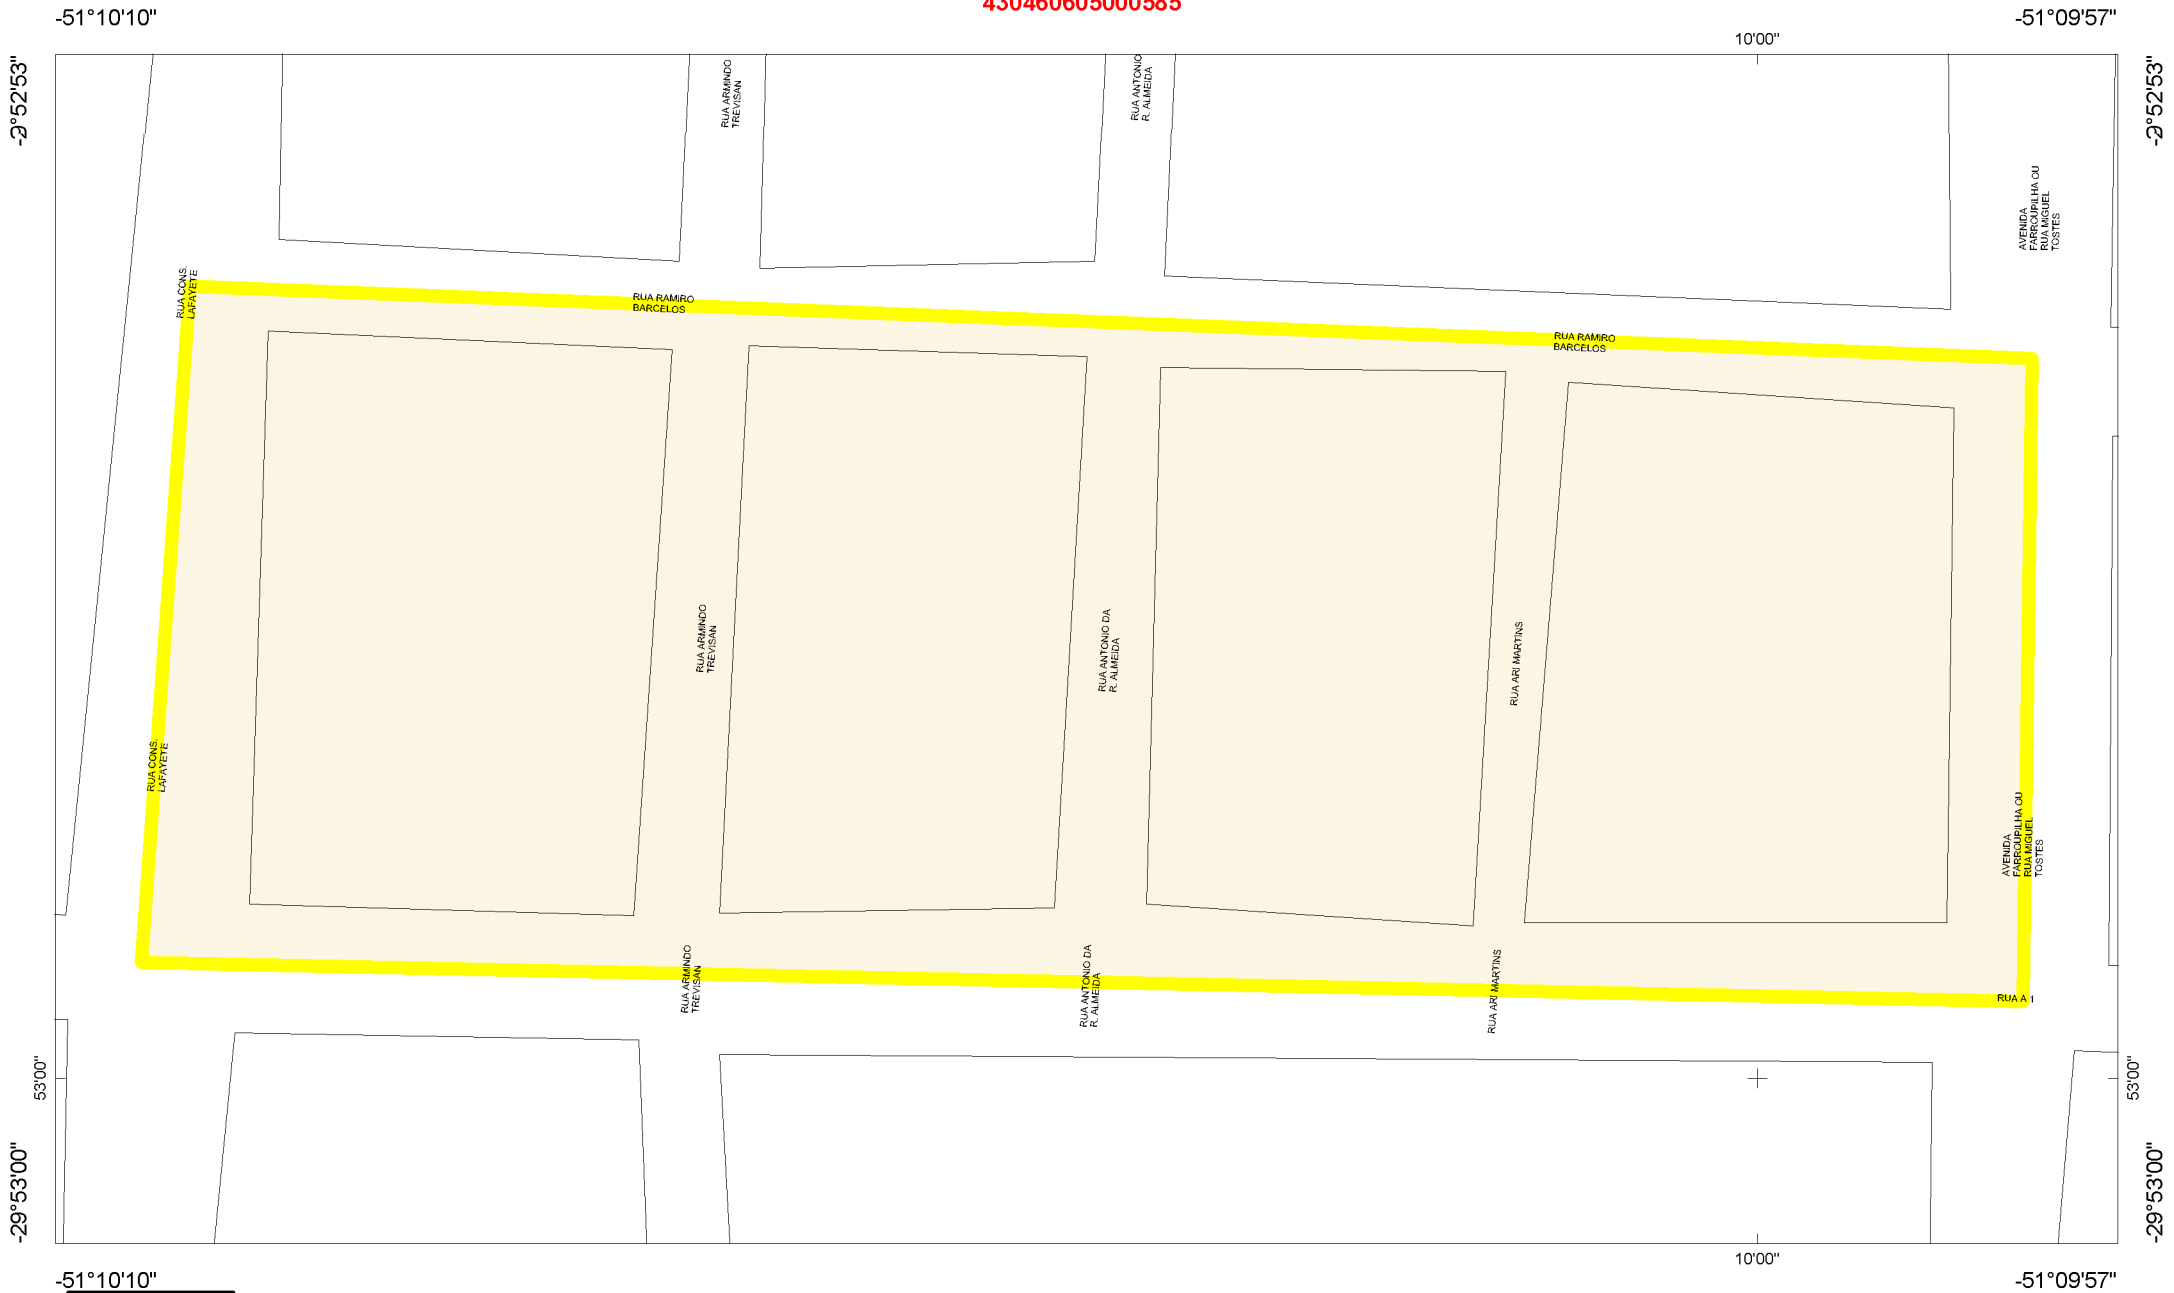 430460605000585
-51°10'10"
-51°09'57"
10'00"
-2°52'53"
-2°52'53"
RUA ARMINDO
TREVISAN
RUA ANTONIO
R. ALMEIDA
AVENIDA
FARROUPILHA OU
RUA MIGUEL
TOSTES
RUA CONS.
LAFAYETE
RUA RAMIRO
BARCELOS
RUA RAMIRO
BARCELOS
RUA ARMINDO
TREVISAN
RUA ANTONIO DA
R. ALMEIDA
RUA ARI MARTINS
RUA CONS.
LAFAYETE
AVENIDA
FARROUPILHA OU
RUA MIGUEL
TOSTES
RUA ARMINDO
TREVISAN
RUA ANTONIO DA
R. ALMEIDA
RUA ARI MARTINS
RUA A 1
53'00"
53'00"
-29°53'00"
-29°53'00"
10'00"
-51°10'10"
-51°09'57"